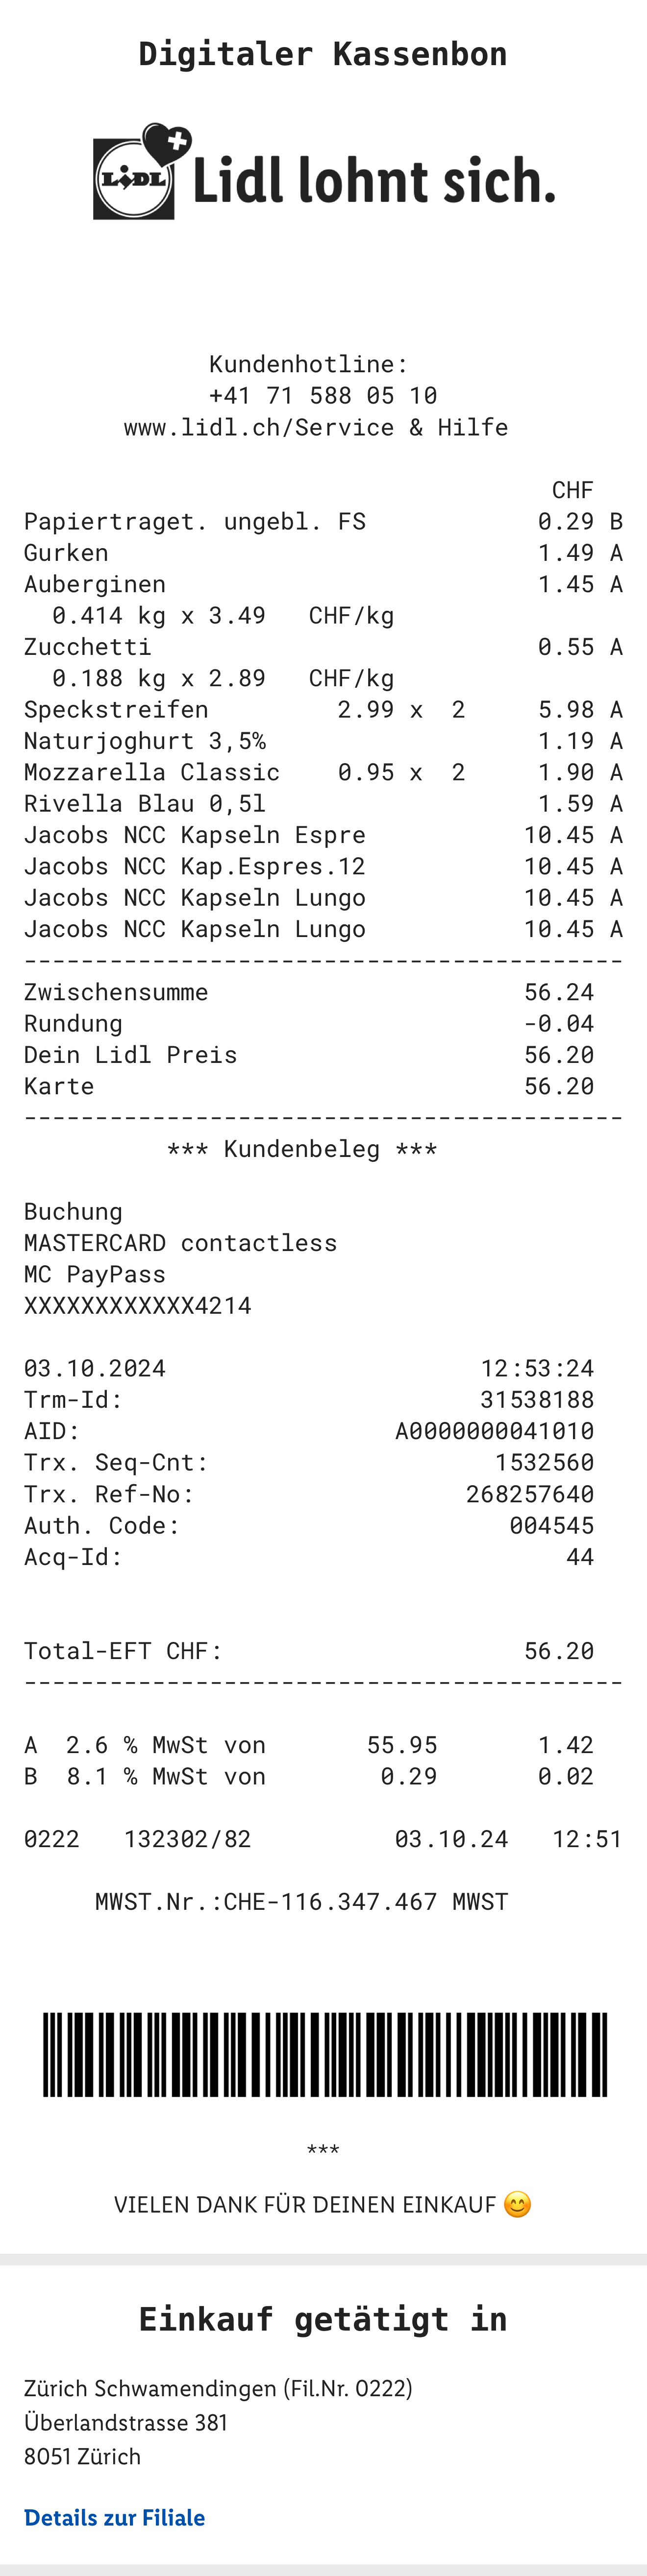 Digitaler Kassenbon
LIDL Lidl lohnt sich.
Kundenhotline:
+41 71 588 05 10
www.lidl.ch/Service & Hilfe
CHF
Papiertraget. ungebl. FS 0.29 B
Gurken 1.49 A
Auberginen 1.45 A
0.414 kg x 3.49 CHF/kg
Zucchetti 0.55 A
0.188 kg x 2.89 CHF/kg
Speckstreifen 2.99 x 2 5.98 A
Naturjoghurt 3,5% 1.19 A
Mozzarella Classic 0.95 x 2 1.90 A
Rivella Blau 0,5l 1.59 A
Jacobs NCC Kapseln Espre 10.45 A
Jacobs NCC Kap.Espres.12 10.45 A
Jacobs NCC Kapseln Lungo 10.45 A
Jacobs NCC Kapseln Lungo 10.45 A
------------------------------------------
Zwischensumme 56.24
Rundung -0.04
Dein Lidl Preis 56.20
Karte 56.20
------------------------------------------
*** Kundenbeleg ***
Buchung
MASTERCARD contactless
MC PayPass
XXXXXXXXXXXX4214
03.10.2024 12:53:24
Trm-Id: 31538188
AID: A0000000041010
Trx. Seq-Cnt: 1532560
Trx. Ref-No: 268257640
Auth. Code: 004545
Acq-Id: 44
Total-EFT CHF: 56.20
------------------------------------------
A 2.6 % MwSt von 55.95 1.42
B 8.1 % MwSt von 0.29 0.02
0222 132302/82 03.10.24 12:51
MWST.Nr.:CHE-116.347.467 MWST
***
VIELEN DANK FÜR DEINEN EINKAUF 😊
Einkauf getätigt in
Zürich Schwamendingen (Fil.Nr. 0222)
Überlandstrasse 381
8051 Zürich
Details zur Filiale